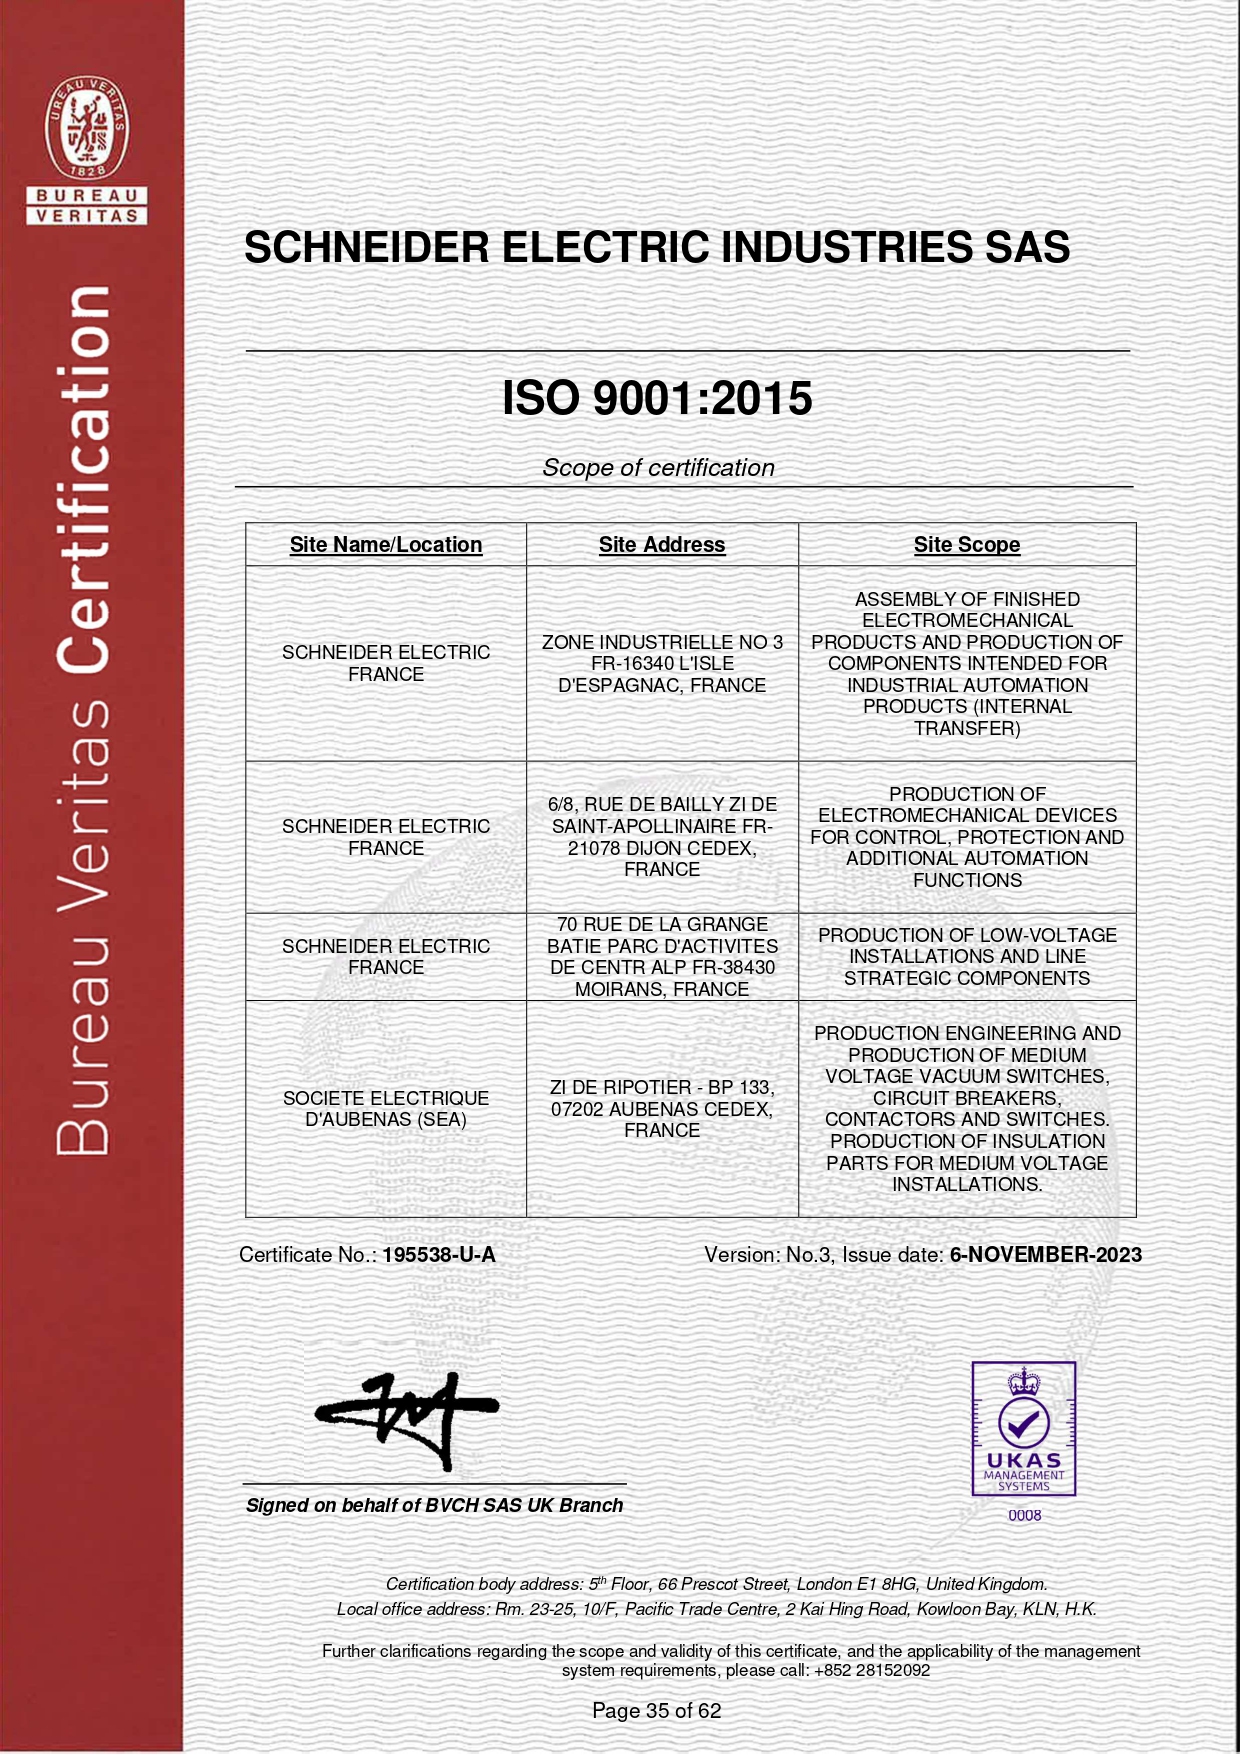 BUREAU VERITAS
1828
BUREAU
VERITAS
Bureau Veritas Certification
SCHNEIDER ELECTRIC INDUSTRIES SAS
ISO 9001:2015
Scope of certification
Site Name/Location
Site Address
Site Scope
SCHNEIDER ELECTRIC
FRANCE
ZONE INDUSTRIELLE NO 3
FR-16340 L'ISLE
D'ESPAGNAC, FRANCE
ASSEMBLY OF FINISHED
ELECTROMECHANICAL
PRODUCTS AND PRODUCTION OF
COMPONENTS INTENDED FOR
INDUSTRIAL AUTOMATION
PRODUCTS (INTERNAL
TRANSFER)
SCHNEIDER ELECTRIC
FRANCE
6/8, RUE DE BAILLY ZI DE
SAINT-APOLLINAIRE FR-
21078 DIJON CEDEX,
FRANCE
PRODUCTION OF
ELECTROMECHANICAL DEVICES
FOR CONTROL, PROTECTION AND
ADDITIONAL AUTOMATION
FUNCTIONS
SCHNEIDER ELECTRIC
FRANCE
70 RUE DE LA GRANGE
BATIE PARC D'ACTIVITES
DE CENTR ALP FR-38430
MOIRANS, FRANCE
PRODUCTION OF LOW-VOLTAGE
INSTALLATIONS AND LINE
STRATEGIC COMPONENTS
SOCIETE ELECTRIQUE
D'AUBENAS (SEA)
ZI DE RIPOTIER - BP 133,
07202 AUBENAS CEDEX,
FRANCE
PRODUCTION ENGINEERING AND
PRODUCTION OF MEDIUM
VOLTAGE VACUUM SWITCHES,
CIRCUIT BREAKERS,
CONTACTORS AND SWITCHES.
PRODUCTION OF INSULATION
PARTS FOR MEDIUM VOLTAGE
INSTALLATIONS.
Certificate No.: 195538-U-A
Version: No.3, Issue date: 6-NOVEMBER-2023
Signed on behalf of BVCH SAS UK Branch
UKAS
MANAGEMENT
SYSTEMS
0008
Certification body address: 5th Floor, 66 Prescot Street, London E1 8HG, United Kingdom.
Local office address: Rm. 23-25, 10/F, Pacific Trade Centre, 2 Kai Hing Road, Kowloon Bay, KLN, H.K.
Further clarifications regarding the scope and validity of this certificate, and the applicability of the management
system requirements, please call: +852 28152092
Page 35 of 62